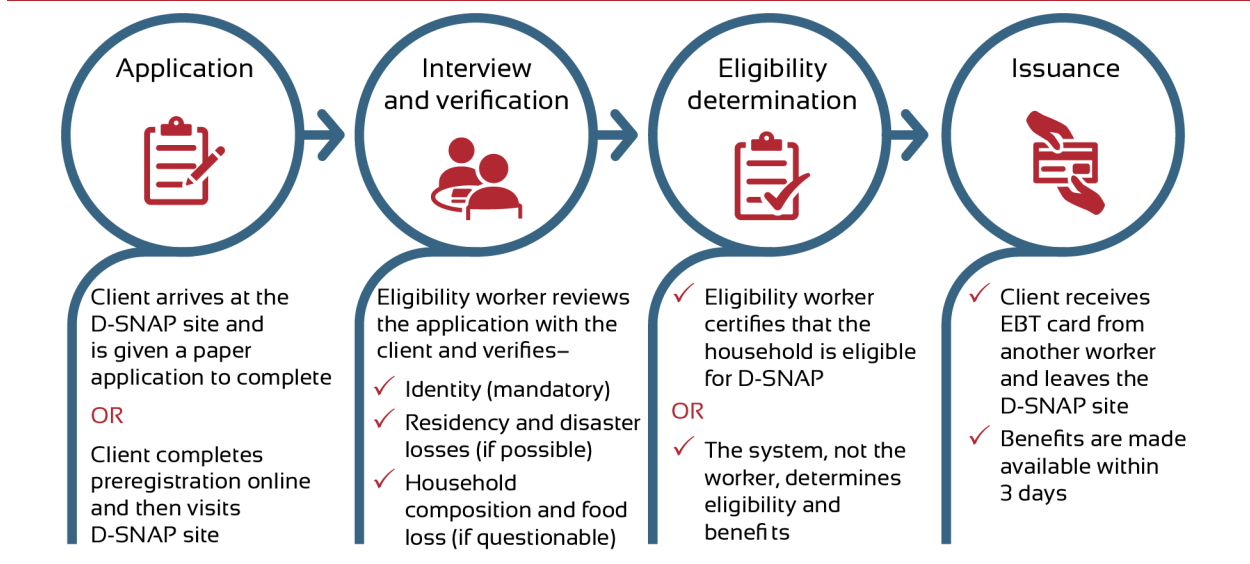 Application
Client arrives at the
D-SNAP site and
is given a paper
application to complete
OR
Client completes
preregistration online
and then visits
D-SNAP site
Interview
and verification
Eligibility worker reviews
the application with the
client and verifies–
✓ Identity (mandatory)
✓ Residency and disaster
losses (if possible)
✓ Household
composition and food
loss (if questionable)
Eligibility
determination
✓ Eligibility worker
certifies that the
household is eligible
for D-SNAP
OR
✓ The system, not the
worker, determines
eligibility and
benefits
Issuance
✓ Client receives
EBT card from
another worker
and leaves the
D-SNAP site
✓ Benefits are made
available within
3 days